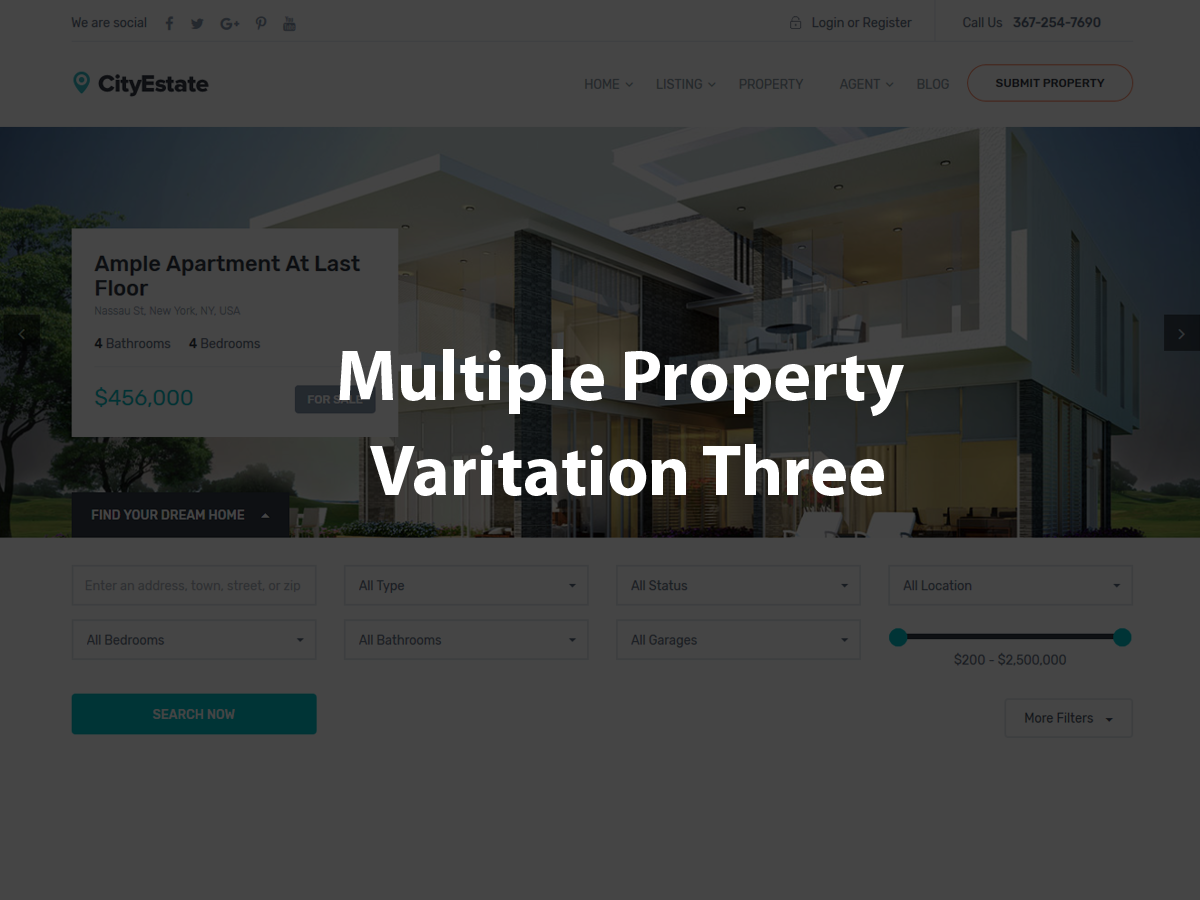 We are social
Login or Register
Call Us 367-254-7690
CityEstate
HOME LISTING PROPERTY AGENT BLOG SUBMIT PROPERTY
Ample Apartment At Last
Floor
Nassau St, New York, NY, USA
4 Bathrooms 4 Bedrooms
$456,000
FOR SALE
Multiple Property
Varitation Three
FIND YOUR DREAM HOME
Enter an address, town, street, or zip
All Type
All Status
All Location
All Bedrooms
All Bathrooms
All Garages
$200 - $2,500,000
SEARCH NOW
More Filters